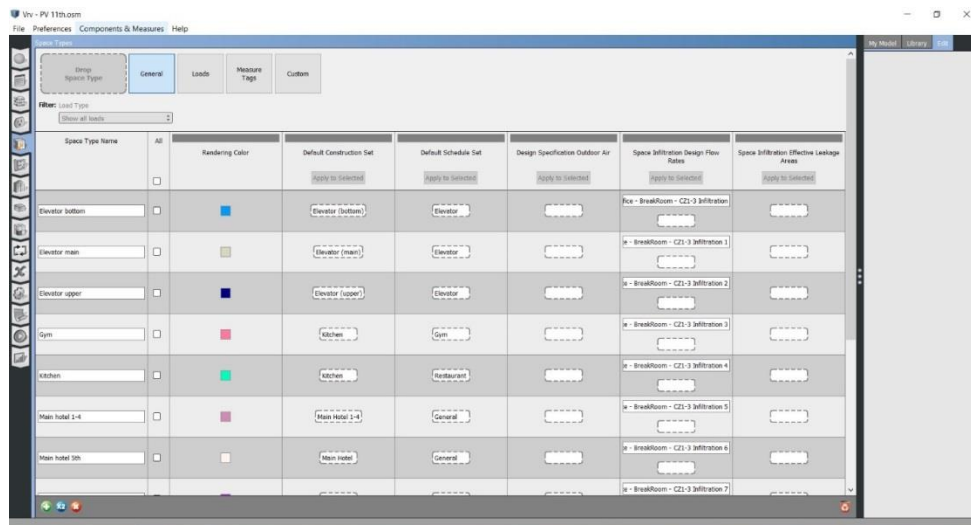 Vrv - PV 11th.osm
File Preferences Components & Measures Help
Space Types
My Model Library Edit
Drop
Space Type
General
Loads
Measure
Tags
Custom
Filter: Load Type
Show all loads
Space Type Name
All
Rendering Color
Default Construction Set
Default Schedule Set
Design Specification Outdoor Air
Space Infiltration Design Flow
Rates
Space Infiltration Effective Leakage
Areas
Apply to Selected
Apply to Selected
Apply to Selected
Apply to Selected
Apply to Selected
Elevator bottom
Elevator (bottom)
Elevator
fice - BreakRoom - CZ1-3 Infiltration
Elevator main
Elevator (main)
Elevator
e - BreakRoom - CZ1-3 Infiltration 1
Elevator upper
Elevator (upper)
Elevator
e - BreakRoom - CZ1-3 Infiltration 2
Gym
Kitchen
Gym
e - BreakRoom - CZ1-3 Infiltration 3
Kitchen
Kitchen
Restaurant
e - BreakRoom - CZ1-3 Infiltration 4
Main hotel 1-4
Main Hotel 1-4
General
e - BreakRoom - CZ1-3 Infiltration 5
Main hotel 5th
Main Hotel
General
e - BreakRoom - CZ1-3 Infiltration 6
e - BreakRoom - CZ1-3 Infiltration 7